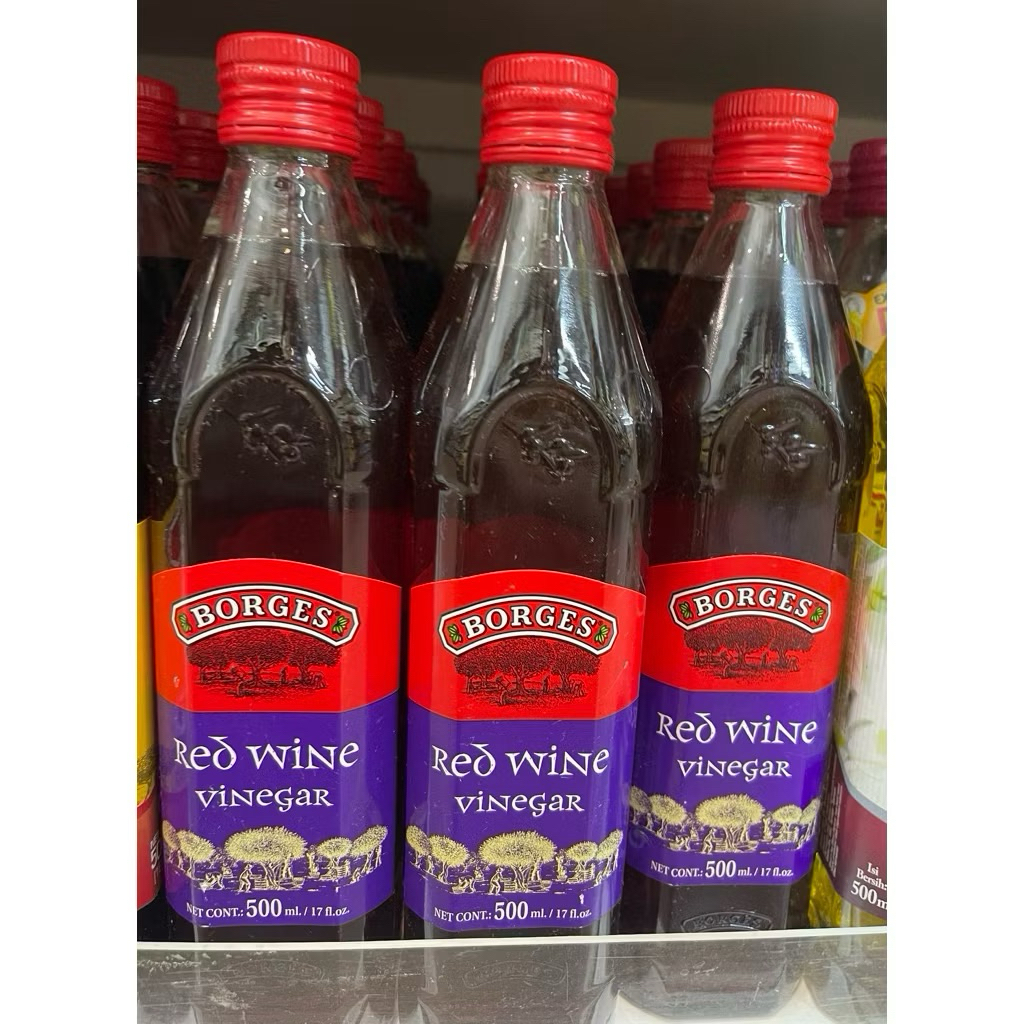 BORGES
Red wine
vinegar
NET CONT.: 500 ml. / 17 fl.oz.
BORGES
Red wine
vinegar
NET CONT.: 500 ml. / 17 fl.oz.
BORGES
Red wine
vinegar
NET CONT.: 500 ml. / 17 fl.oz.
Isi
Bersih:
500m